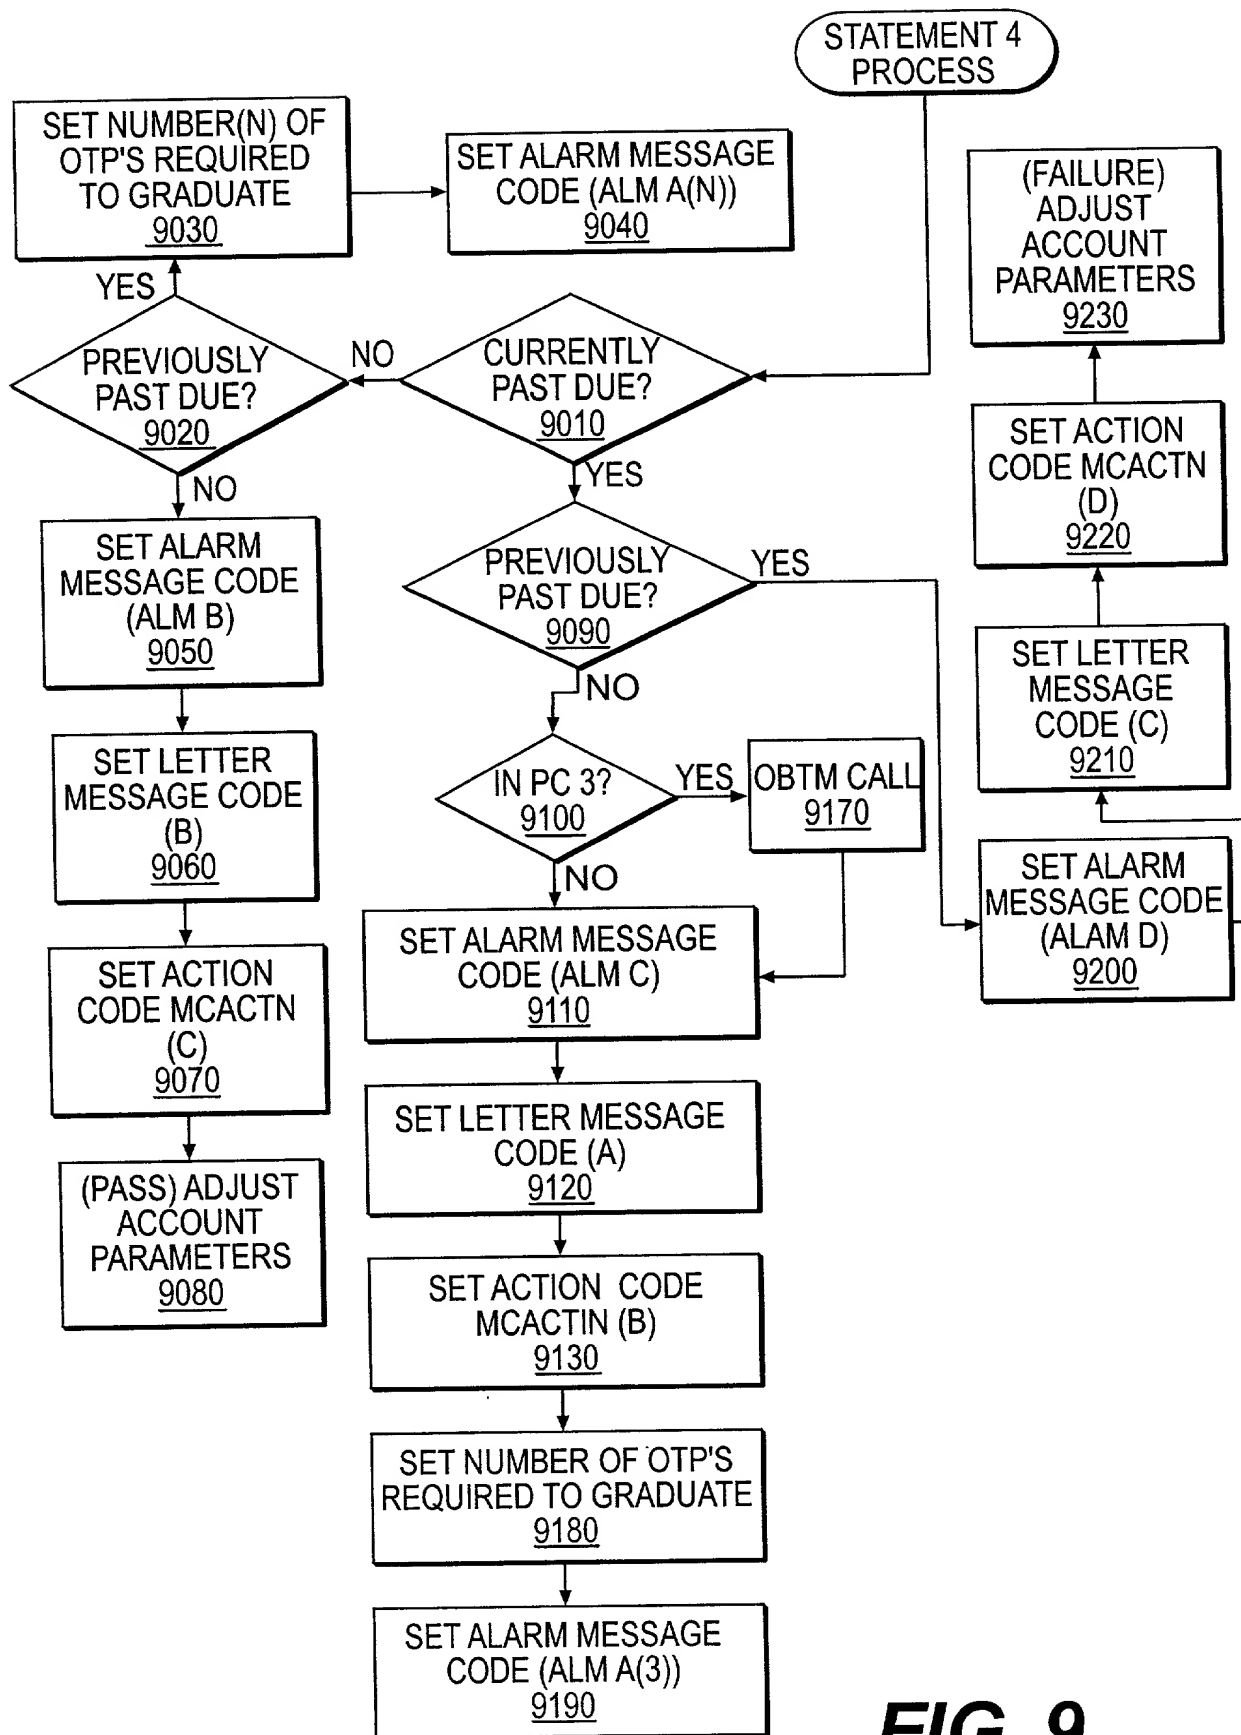 STATEMENT 4
PROCESS
SET NUMBER(N) OF
OTP'S REQUIRED
TO GRADUATE
9030
SET ALARM MESSAGE
CODE (ALM A(N))
9040
(FAILURE)
ADJUST
ACCOUNT
PARAMETERS
9230
YES
PREVIOUSLY
PAST DUE?
9020
NO
CURRENTLY
PAST DUE?
9010
SET ACTION
CODE MCACTN
(D)
9220
NO
YES
SET ALARM
MESSAGE CODE
(ALM B)
9050
PREVIOUSLY
PAST DUE?
9090
YES
NO
SET LETTER
MESSAGE
CODE (C)
9210
SET LETTER
MESSAGE CODE
(B)
9060
IN PC 3?
9100
YES
OBTM CALL
9170
NO
SET ALARM
MESSAGE CODE
(ALAM D)
9200
SET ALARM MESSAGE
CODE (ALM C)
9110
SET ACTION
CODE MCACTN
(C)
9070
SET LETTER MESSAGE
CODE (A)
9120
(PASS) ADJUST
ACCOUNT
PARAMETERS
9080
SET ACTION CODE
MCACTIN (B)
9130
SET NUMBER OF OTP'S
REQUIRED TO GRADUATE
9180
SET ALARM MESSAGE
CODE (ALM A(3))
9190
FIG. 9